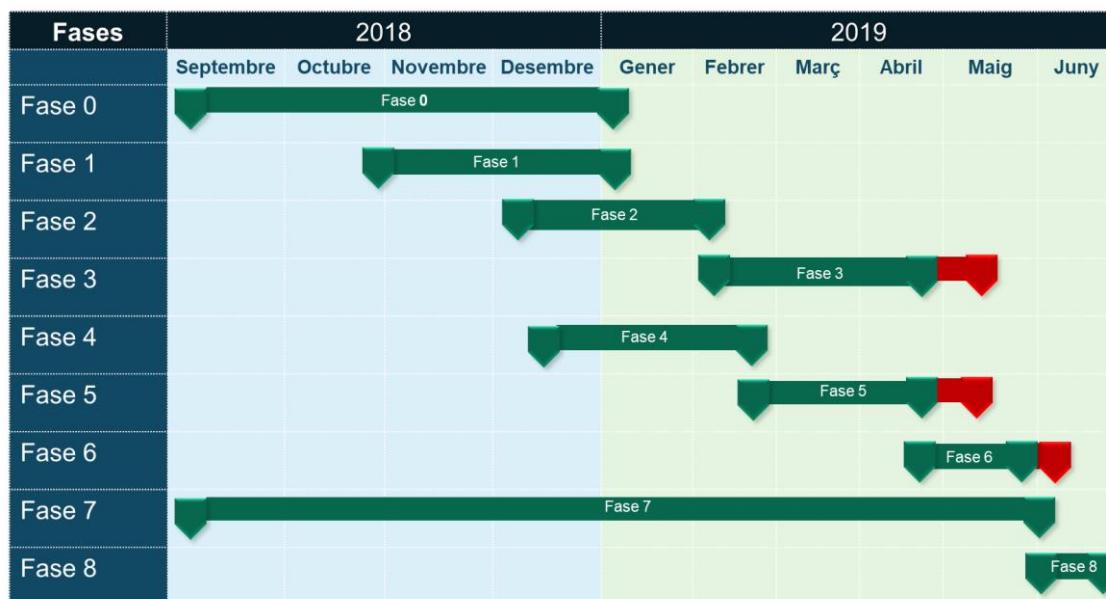 Fases 2018 2019
Septembre Octubre Novembre Desembre Gener Febrer Març Abril Maig Juny
Fase 0 Fase 0
Fase 1 Fase 1
Fase 2 Fase 2
Fase 3 Fase 3
Fase 4 Fase 4
Fase 5 Fase 5
Fase 6 Fase 6
Fase 7 Fase 7
Fase 8 Fase 8